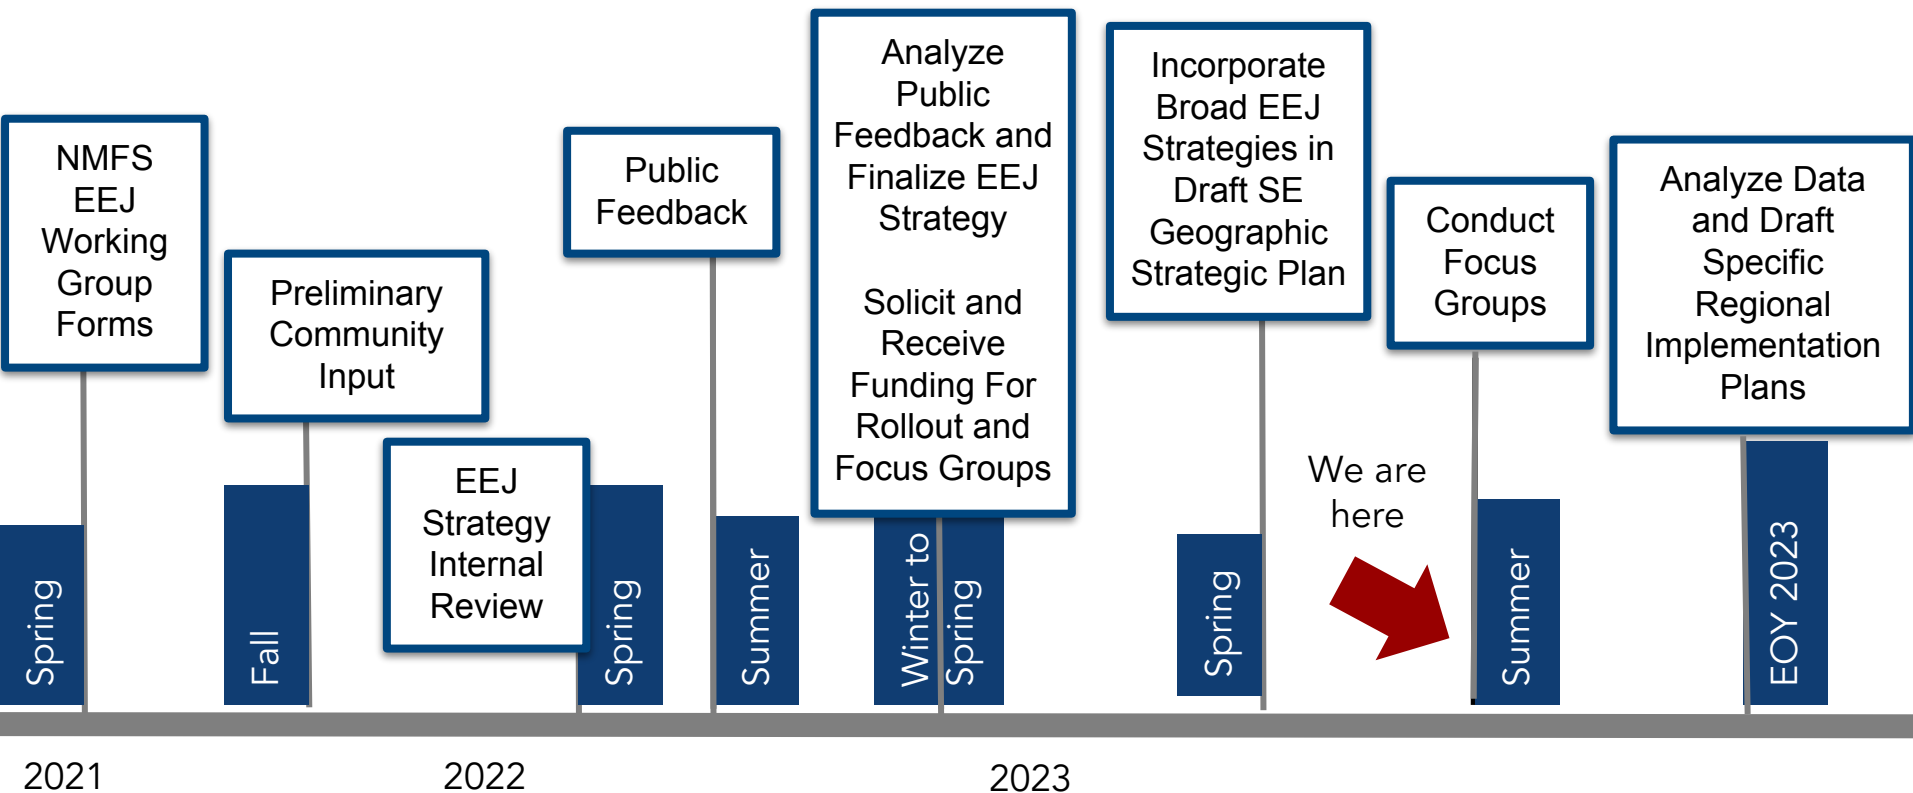 NMFS
EEJ
Working
Group
Forms
Preliminary
Community
Input
EEJ
Strategy
Internal
Review
Public
Feedback
Analyze
Public
Feedback and
Finalize EEJ
Strategy
Solicit and
Receive
Funding For
Rollout and
Focus Groups
Incorporate
Broad EEJ
Strategies in
Draft SE
Geographic
Strategic Plan
Conduct
Focus
Groups
Analyze Data
and Draft
Specific
Regional
Implementation
Plans
We are
here
Spring
Fall
Spring
Summer
Winter to
Spring
Spring
Summer
EOY 2023
2021
2022
2023